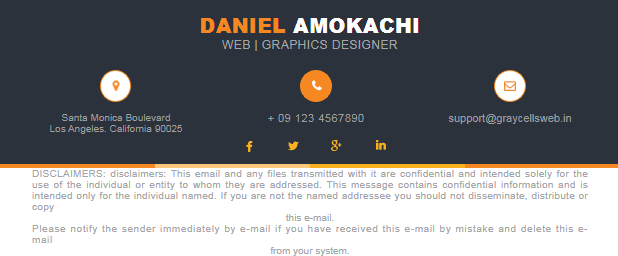 DANIEL AMOKACHI
WEB | GRAPHICS DESIGNER
Santa Monica Boulevard
Los Angeles. California 90025
+ 09 123 4567890
support@graycellsweb.in
DISCLAIMERS: disclaimers: This email and any files transmitted with it are confidential and intended solely for the
use of the individual or entity to whom they are addressed. This message contains confidential information and is
intended only for the individual named. If you are not the named addressee you should not disseminate, distribute or
copy
this e-mail.
Please notify the sender immediately by e-mail if you have received this e-mail by mistake and delete this e-
mail
from your system.